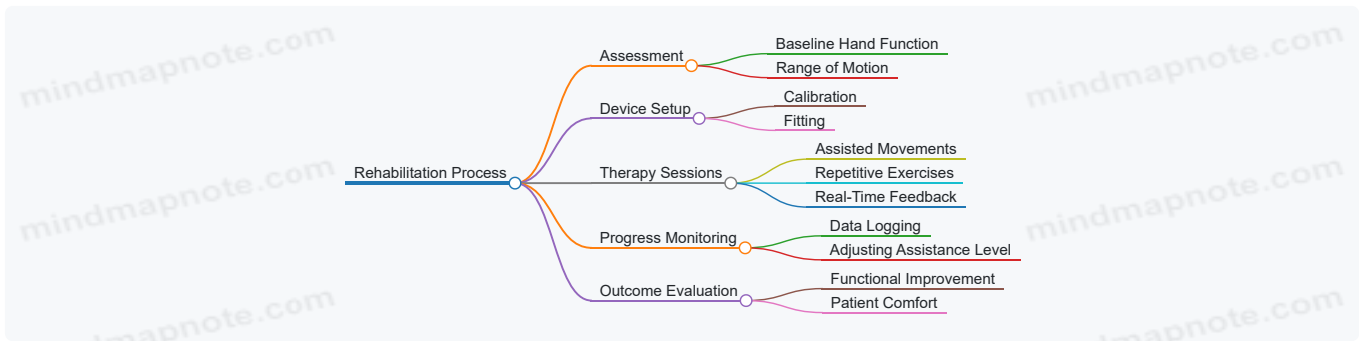 mindmapnote.com
mindmapnote.com
Baseline Hand Function
Assessment
Range of Motion
Calibration
Device Setup
Fitting
Assisted Movements
Rehabilitation Process
Therapy Sessions
Repetitive Exercises
mindmapnote.com
mindmapnote.com
Real-Time Feedback
Data Logging
Progress Monitoring
Adjusting Assistance Level
Functional Improvement
Outcome Evaluation
Patient Comfort
mindmapnote.com
mindmapnote.com